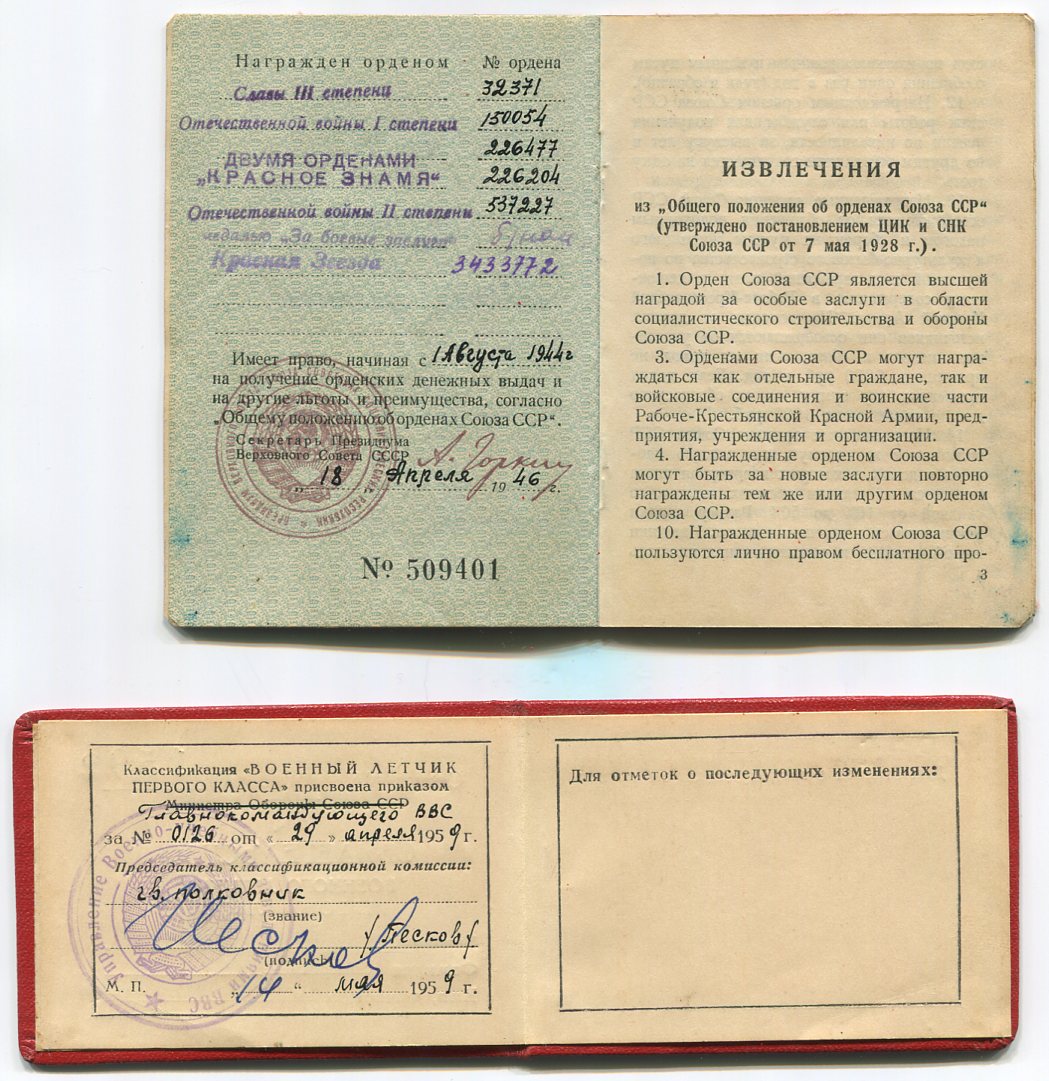 Награжден орденом № ордена
Славы III степени 32371
Отечественной войны I степени 150054
226477
ДВУМЯ ОРДЕНАМИ
„КРАСНОЕ ЗНАМЯ“ 226204
Отечественной войны II степени 537227
медалью „За боевые заслуги“
Красная Звезда 3433772
Имеет право, начиная с 1 Августа 1944г
на получение орденских денежных выдач и
на другие льготы и преимущества, согласно
„Общему положению об орденах Союза ССР“.
Секретарь Президиума
Верховного Совета СССР А. Горкин
„ 18 „ Апреля 1946 г.
№ 509401
ИЗВЛЕЧЕНИЯ
из „Общего положения об орденах Союза ССР“
(утверждено постановлением ЦИК и СНК
Союза ССР от 7 мая 1928 г.).
1. Орден Союза ССР является высшей
наградой за особые заслуги в области
социалистического строительства и обороны
Союза ССР.
3. Орденами Союза ССР могут награ-
ждаться как отдельные граждане, так и
войсковые соединения и воинские части
Рабоче-Крестьянской Красной Армии, пред-
приятия, учреждения и организации.
4. Награжденные орденом Союза ССР
могут быть за новые заслуги повторно
награждены тем же или другим орденом
Союза ССР.
10. Награжденные орденом Союза ССР
пользуются лично правом бесплатного про-
3
Классификация «ВОЕННЫЙ ЛЕТЧИК
ПЕРВОГО КЛАССА» присвоена приказом
Министра Обороны Союза ССР
Главнокомандующего ВВС
за № 0126 от « 29 » апреля 1959 г.
Председатель классификационной комиссии:
гв. полковник
(звание)
Песков /Песков/
(подпись)
М. П. „14“ мая 1959 г.
Для отметок о последующих изменениях: